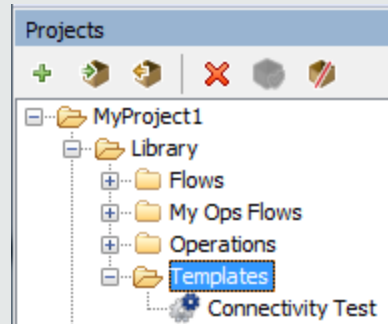 Projects
MyProject1
Library
Flows
My Ops Flows
Operations
Templates
Connectivity Test